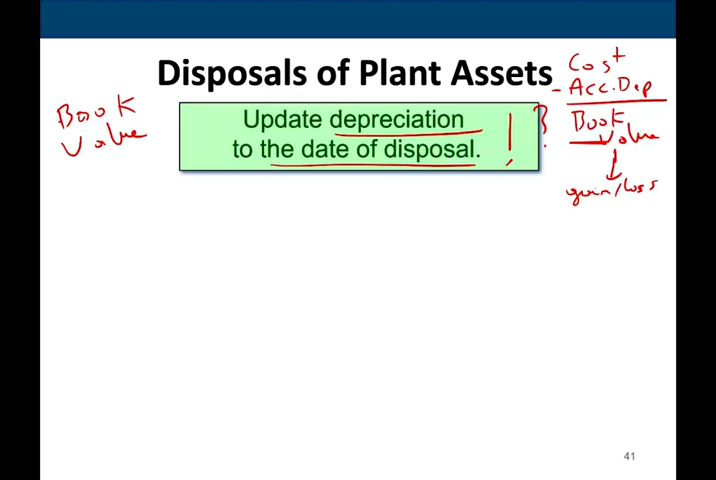 Disposals of Plant Assets
Book
Value
Update depreciation
to the date of disposal.
!
?
Cost
- Acc. Dep
Book
Value
gain/loss
41